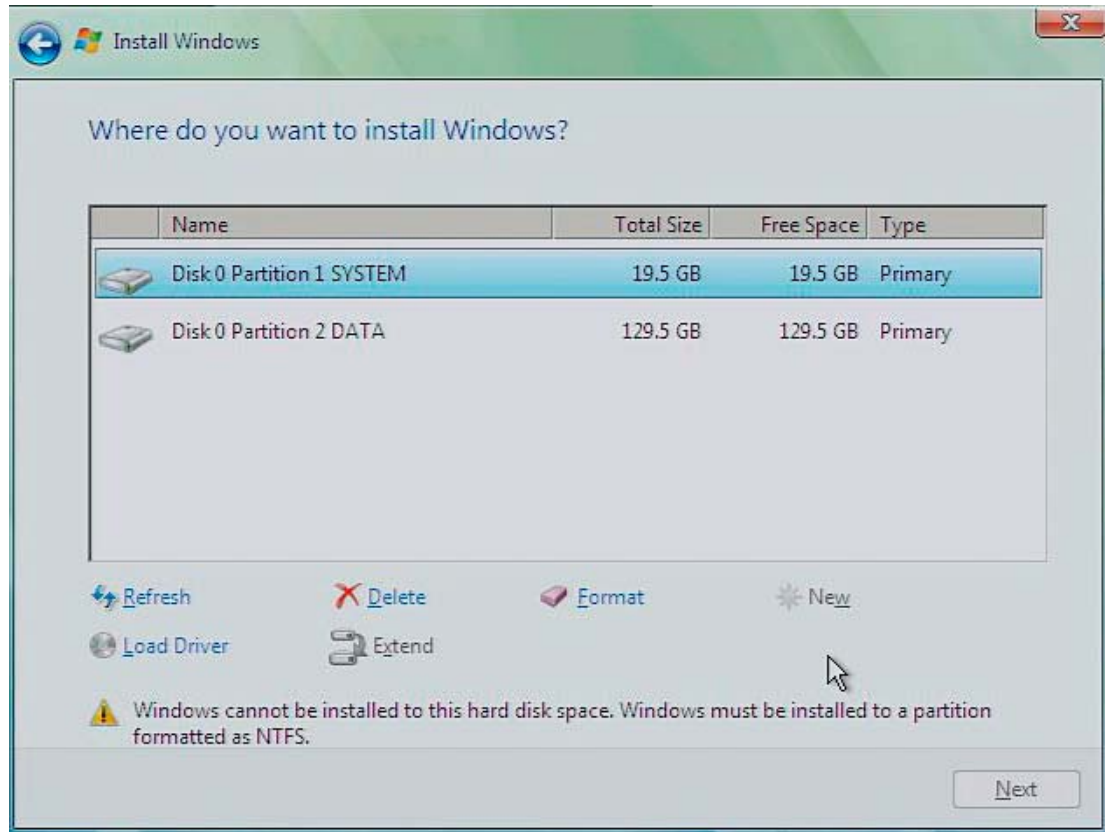 Install Windows
Where do you want to install Windows?
Name Total Size Free Space Type
Disk 0 Partition 1 SYSTEM 19.5 GB 19.5 GB Primary
Disk 0 Partition 2 DATA 129.5 GB 129.5 GB Primary
Refresh Delete Format New
Load Driver Extend
Windows cannot be installed to this hard disk space. Windows must be installed to a partition
formatted as NTFS.
Next